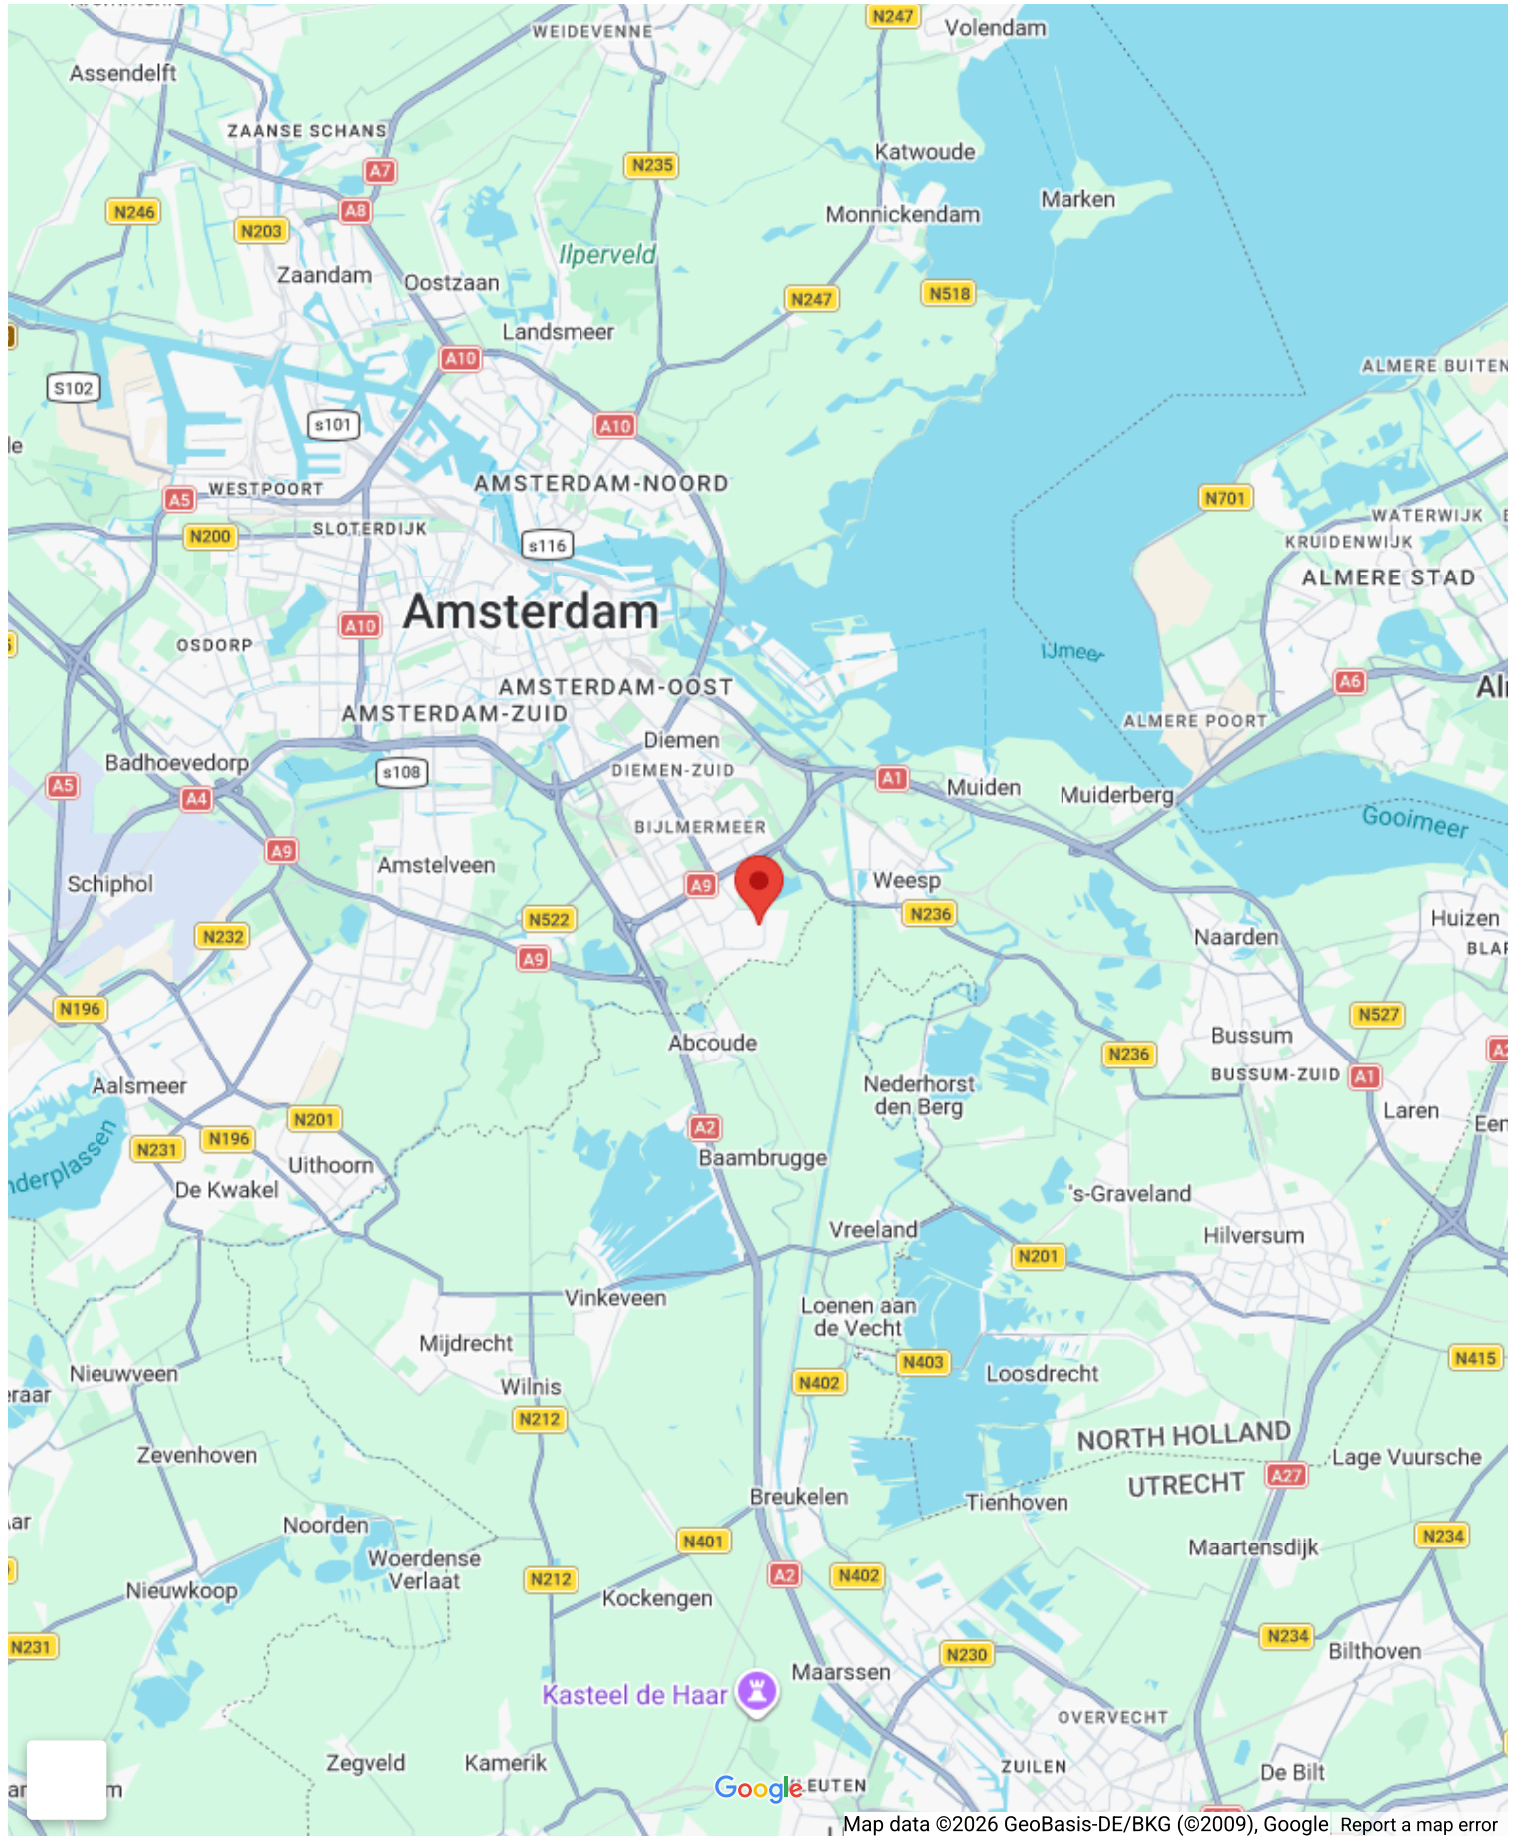 N247
Volendam
WEIDEVENNE
Assendelft
ZAANSE SCHANS
Katwoude
N235
A7
Marken
N246
A8
Monnickendam
N203
Ilperveld
Zaandam
Oostzaan
N247
N518
Landsmeer
A10
ALMERE BUITEN
S102
s101
A10
le
AMSTERDAM-NOORD
WESTPOORT
A5
N701
WATERWIJK
SLOTERDIJK
N200
s116
KRUIDENWIJK
ALMERE STAD
Amsterdam
A10
OSDORP
IJmeer
A6
AMSTERDAM-OOST
AMSTERDAM-ZUID
ALMERE POORT
Diemen
Badhoevedorp
s108
DIEMEN-ZUID
A5
A4
A1
Muiden
Muiderberg
Gooimeer
BIJLMERMEER
A9
Amstelveen
Schiphol
A9
Weesp
N522
N236
Huizen
N232
Naarden
A9
N196
N527
Abcoude
Bussum
N236
BUSSUM-ZUID
A1
Aalsmeer
Nederhorst
den Berg
Laren
N201
N196
A2
N231
nderplassen
Uithoorn
Baambrugge
De Kwakel
's-Graveland
Vreeland
Hilversum
N201
Vinkeveen
Loenen aan
de Vecht
Mijdrecht
N415
Nieuwveen
N403
Loosdrecht
Wilnis
N402
eraar
N212
NORTH HOLLAND
Zevenhoven
Lage Vuursche
UTRECHT
A27
Breukelen
Tienhoven
Noorden
N401
N234
Maartensdijk
Woerdense
Verlaat
N212
A2
N402
Nieuwkoop
Kockengen
N231
N234
N230
Bilthoven
Maarssen
Kasteel de Haar
OVERVECHT
Zegveld
Kamerik
ZUILEN
De Bilt
Google
LEUTEN
Map data ©2026 GeoBasis-DE/BKG (©2009), Google
Report a map error